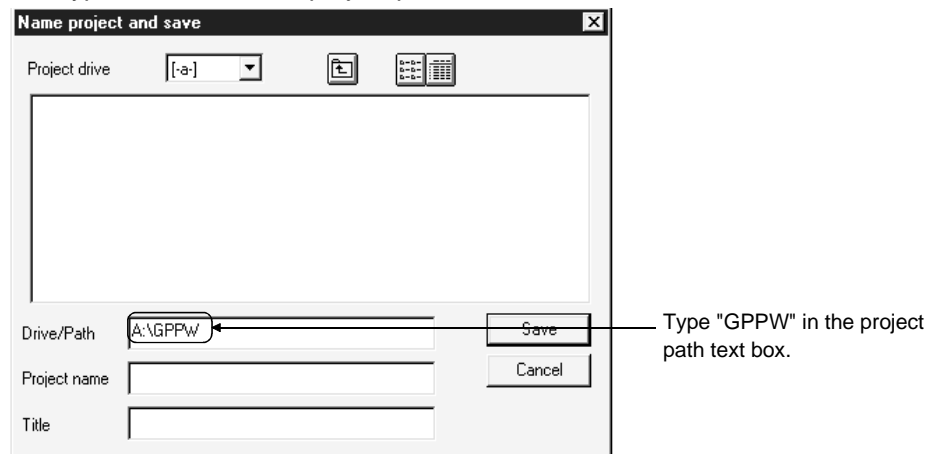 Name project and save
Project drive
[-a-]
Drive/Path
A:\GPPW
Save
Type "GPPW" in the project
path text box.
Project name
Cancel
Title